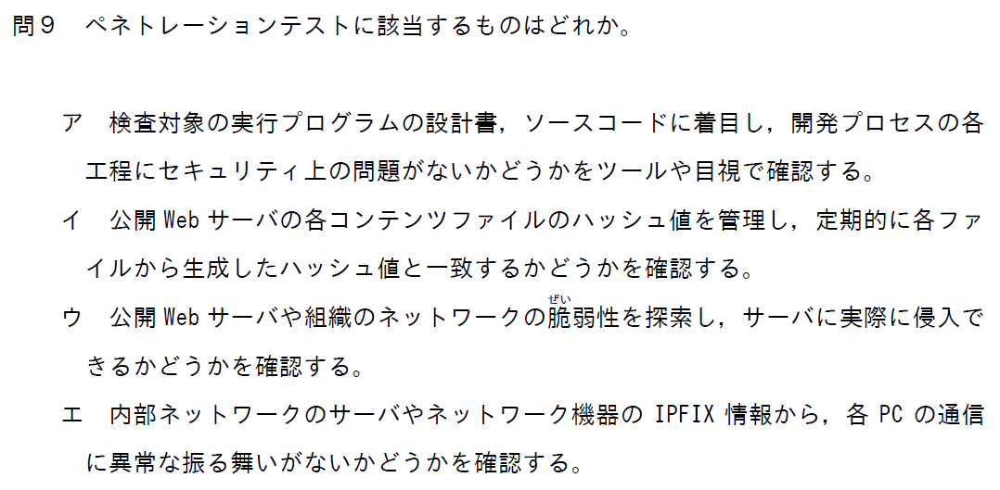 問９　ペネトレーションテストに該当するものはどれか。
ア　検査対象の実行プログラムの設計書，ソースコードに着目し，開発プロセスの各
工程にセキュリティ上の問題がないかどうかをツールや目視で確認する。
イ　公開 Web サーバの各コンテンツファイルのハッシュ値を管理し，定期的に各ファ
イルから生成したハッシュ値と一致するかどうかを確認する。
ぜい
ウ　公開 Web サーバや組織のネットワークの脆弱性を探索し，サーバに実際に侵入で
きるかどうかを確認する。
エ　内部ネットワークのサーバやネットワーク機器の IPFIX 情報から，各 PC の通信
に異常な振る舞いがないかどうかを確認する。